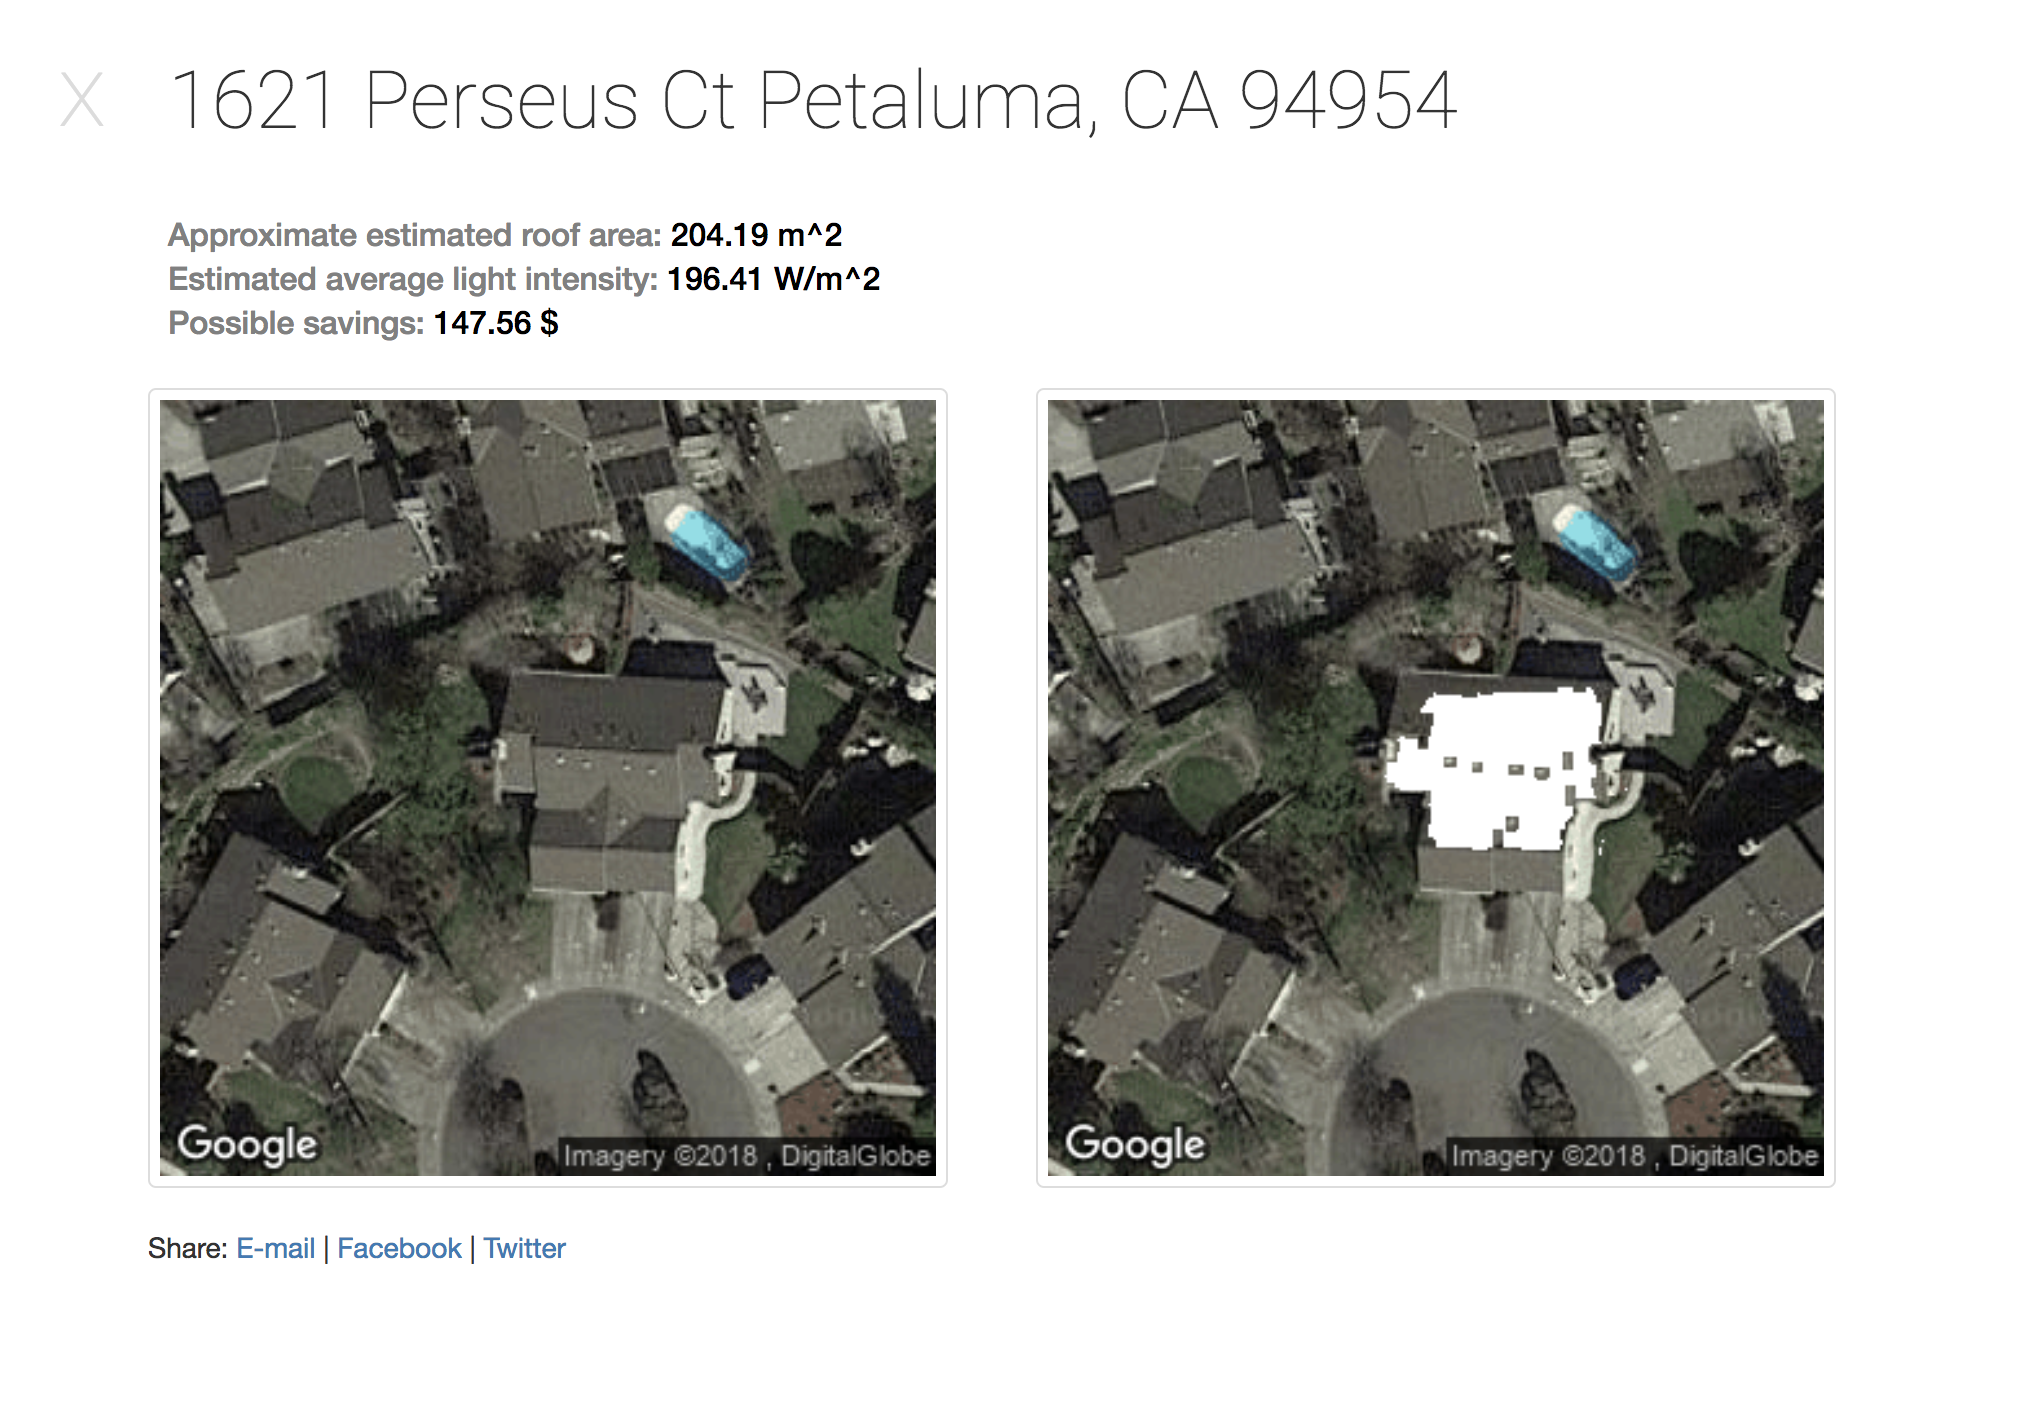 X 1621 Perseus Ct Petaluma, CA 94954
Approximate estimated roof area: 204.19 m^2
Estimated average light intensity: 196.41 W/m^2
Possible savings: 147.56 $
Google
Imagery ©2018 , DigitalGlobe
Google
Imagery ©2018 , DigitalGlobe
Share: E-mail | Facebook | Twitter